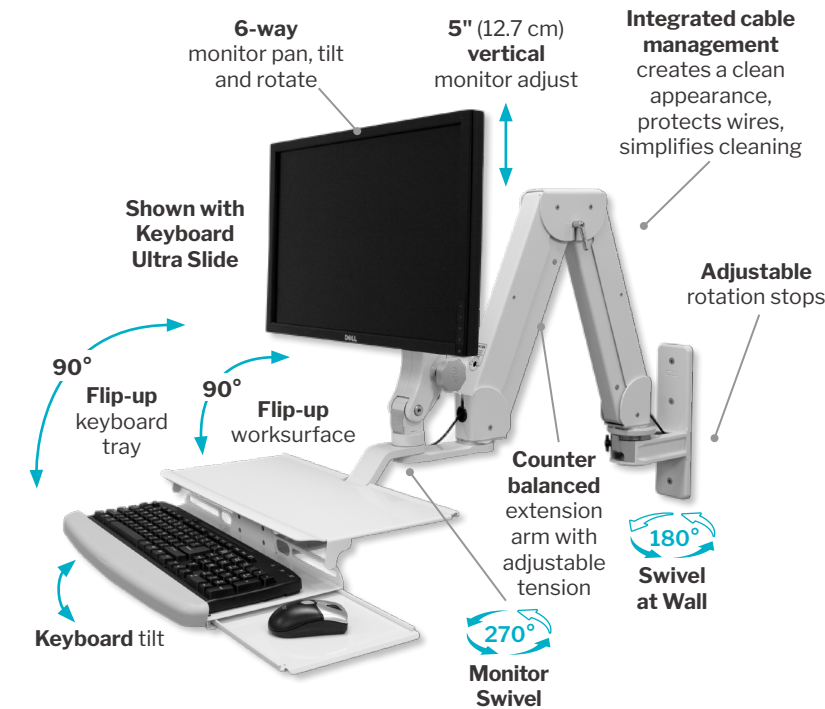 6-way
monitor pan, tilt
and rotate
5" (12.7 cm)
vertical
monitor adjust
Integrated cable
management
creates a clean
appearance,
protects wires,
simplifies cleaning
Shown with
Keyboard
Ultra Slide
Adjustable
rotation stops
90°
Flip-up
keyboard
tray
90°
Flip-up
worksurface
DELL
Counter
balanced
extension
arm with
adjustable
tension
180°
Swivel
at Wall
Keyboard tilt
270°
Monitor
Swivel